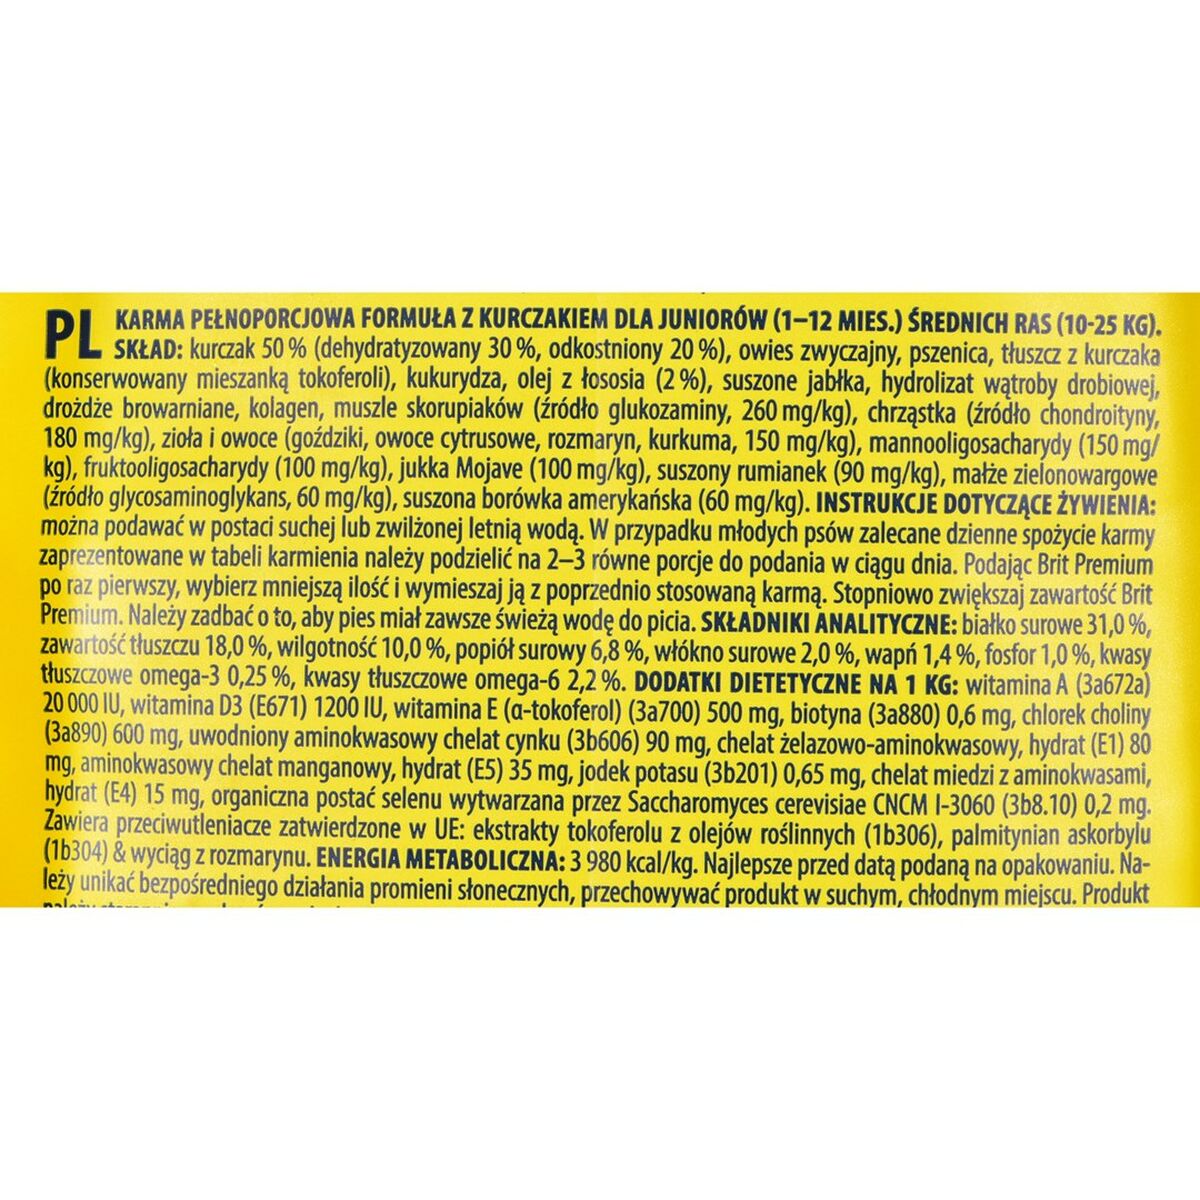 PL KARMA PEŁNOPORCJOWA FORMUŁA Z KURCZAKIEM DLA JUNIORÓW (1–12 MIES.) ŚREDNICH RAS (10-25 KG).
SKŁAD: kurczak 50 % (dehydratyzowany 30 %, odkostniony 20 %), owies zwyczajny, pszenica, tłuszcz z kurczaka
(konserwowany mieszanką tokoferoli), kukurydza, olej z łososia (2 %), suszone jabłka, hydrolizat wątroby drobiowej,
drożdże browarniane, kolagen, muszle skorupiaków (źródło glukozaminy, 260 mg/kg), chrząstka (źródło chondroityny,
180 mg/kg), zioła i owoce (goździki, owoce cytrusowe, rozmaryn, kurkuma, 150 mg/kg), mannooligosacharydy (150 mg/
kg), fruktooligosacharydy (100 mg/kg), jukka Mojave (100 mg/kg), suszony rumianek (90 mg/kg), małże zielonowargowe
(źródło glycosaminoglykans, 60 mg/kg), suszona borówka amerykańska (60 mg/kg). INSTRUKCJE DOTYCZĄCE ŻYWIENIA:
można podawać w postaci suchej lub zwilżonej letnią wodą. W przypadku młodych psów zalecane dzienne spożycie karmy
zaprezentowane w tabeli karmienia należy podzielić na 2–3 równe porcje do podania w ciągu dnia. Podając Brit Premium
po raz pierwszy, wybierz mniejszą ilość i wymieszaj ją z poprzednio stosowaną karmą. Stopniowo zwiększaj zawartość Brit
Premium. Należy zadbać o to, aby pies miał zawsze świeżą wodę do picia. SKŁADNIKI ANALITYCZNE: białko surowe 31,0 %,
zawartość tłuszczu 18,0 %, wilgotność 10,0 %, popiół surowy 6,8 %, włókno surowe 2,0 %, wapń 1,4 %, fosfor 1,0 %, kwasy
tłuszczowe omega-3 0,25 %, kwasy tłuszczowe omega-6 2,2 %. DODATKI DIETETYCZNE NA 1 KG: witamina A (3a672a)
20 000 IU, witamina D3 (E671) 1200 IU, witamina E (α-tokoferol) (3a700) 500 mg, biotyna (3a880) 0,6 mg, chlorek choliny
(3a890) 600 mg, uwodniony aminokwasowy chelat cynku (3b606) 90 mg, chelat żelazowo-aminokwasowy, hydrat (E1) 80
mg, aminokwasowy chelat manganowy, hydrat (E5) 35 mg, jodek potasu (3b201) 0,65 mg, chelat miedzi z aminokwasami,
hydrat (E4) 15 mg, organiczna postać selenu wytwarzana przez Saccharomyces cerevisiae CNCM I-3060 (3b8.10) 0,2 mg.
Zawiera przeciwutleniacze zatwierdzone w UE: ekstrakty tokoferolu z olejów roślinnych (1b306), palmitynian askorbylu
(1b304) & wyciąg z rozmarynu. ENERGIA METABOLICZNA: 3 980 kcal/kg. Najlepsze przed datą podaną na opakowaniu. Na-
leży unikać bezpośredniego działania promieni słonecznych, przechowywać produkt w suchym, chłodnym miejscu. Produkt